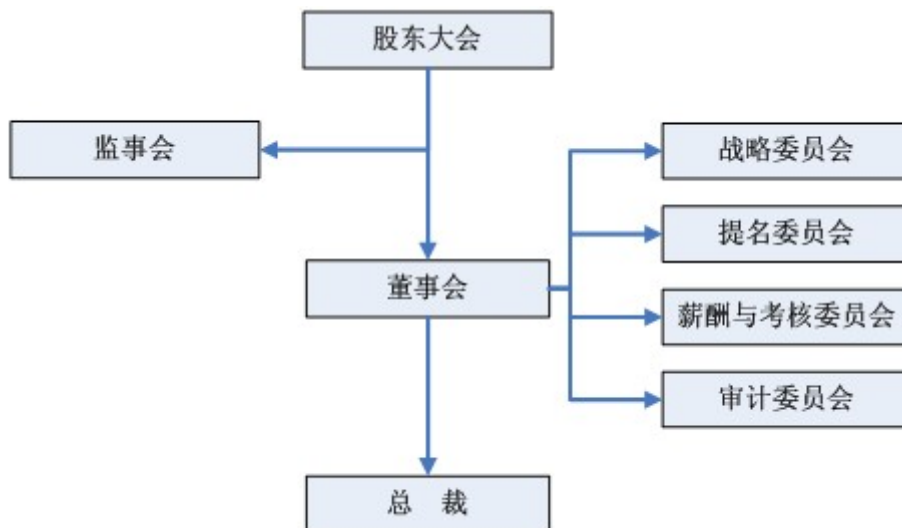 股东大会
监事会
战略委员会
提名委员会
董事会
薪酬与考核委员会
审计委员会
总 裁